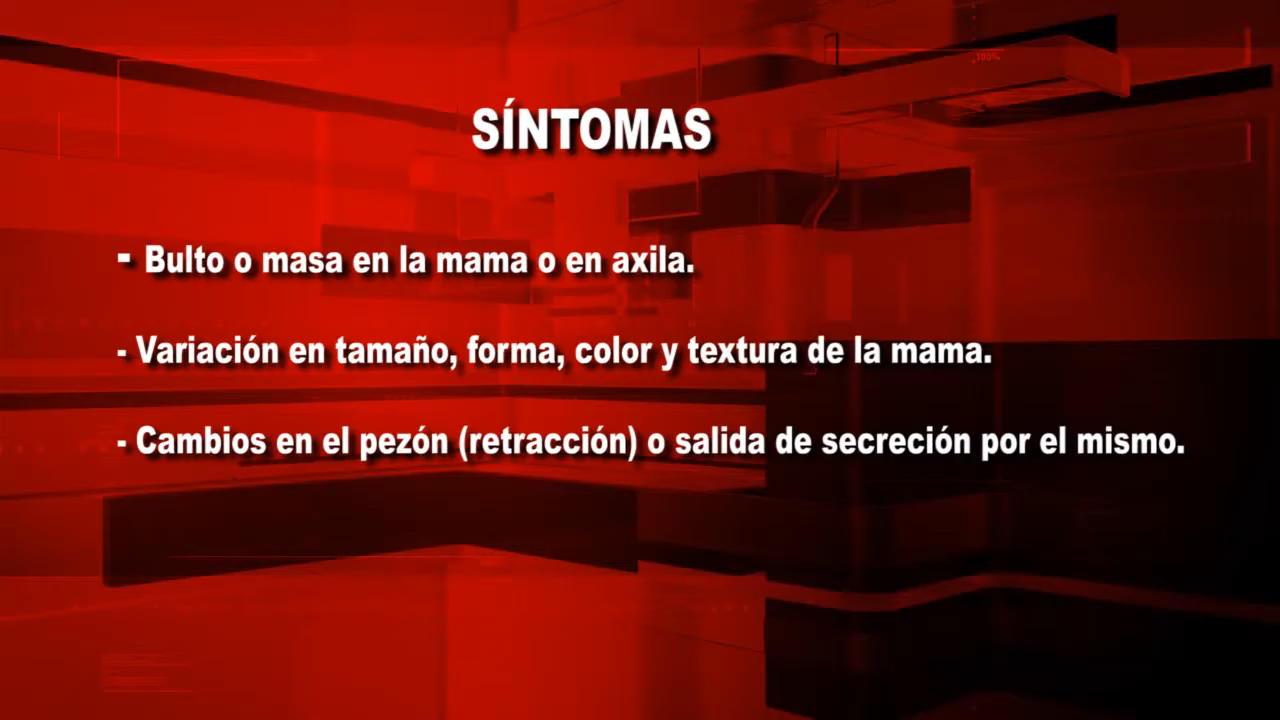 100%
SÍNTOMAS
- Bulto o masa en la mama o en axila.
- Variación en tamaño, forma, color y textura de la mama.
- Cambios en el pezón (retracción) o salida de secreción por el mismo.